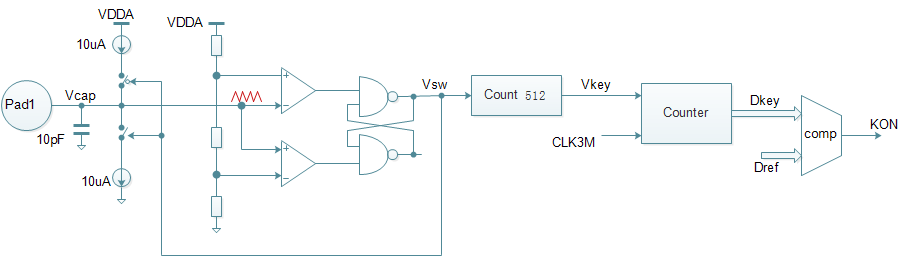 VDDA
VDDA
10uA
Pad1
Vcap
10pF
10uA
+
−
+
−
Vsw
Count 512
Vkey
CLK3M
Counter
Dkey
Dref
comp
KON